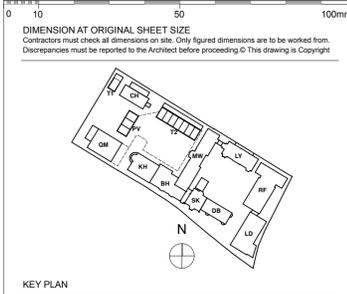 0 10 50 100mm
DIMENSION AT ORIGINAL SHEET SIZE
Contractors must check all dimensions on site. Only figured dimensions are to be worked from.
Discrepancies must be reported to the Architect before proceeding.© This drawing is Copyright
T1
CH
PV
T2
QM
MW
LY
KH
BH
RF
SK
DB
LD
N
KEY PLAN